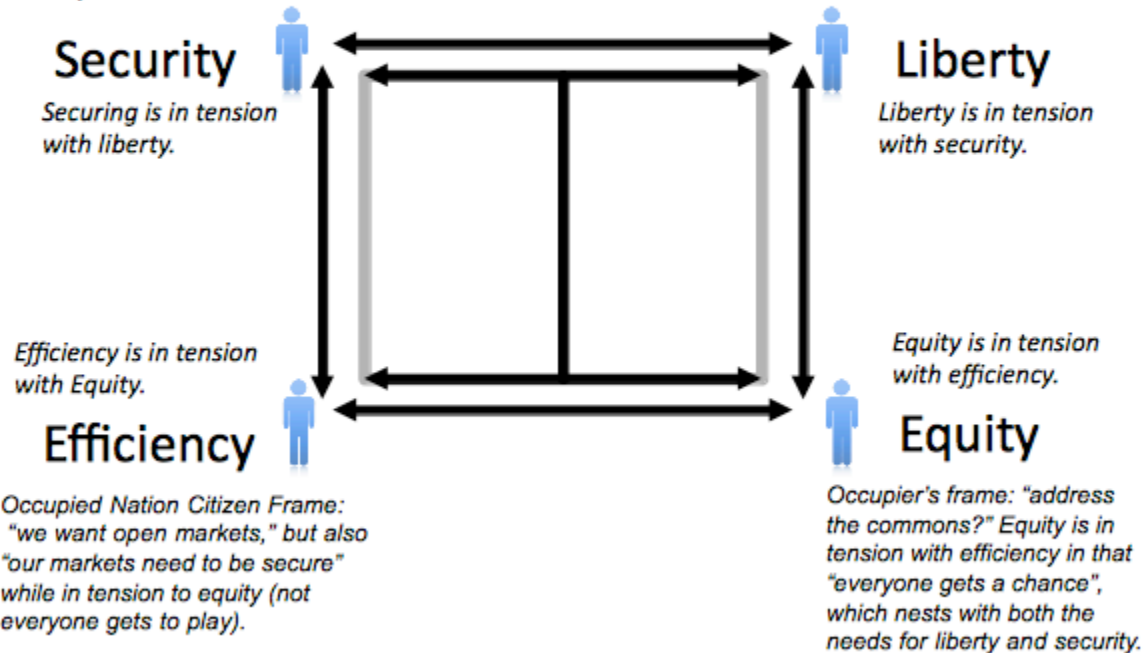 Security
Securing is in tension
with liberty.
Liberty
Liberty is in tension
with security.
Efficiency is in tension
with Equity.
Efficiency
Occupied Nation Citizen Frame:
“we want open markets,” but also
“our markets need to be secure”
while in tension to equity (not
everyone gets to play).
Equity is in tension
with efficiency.
Equity
Occupier’s frame: “address
the commons?” Equity is in
tension with efficiency in that
“everyone gets a chance”,
which nests with both the
needs for liberty and security.